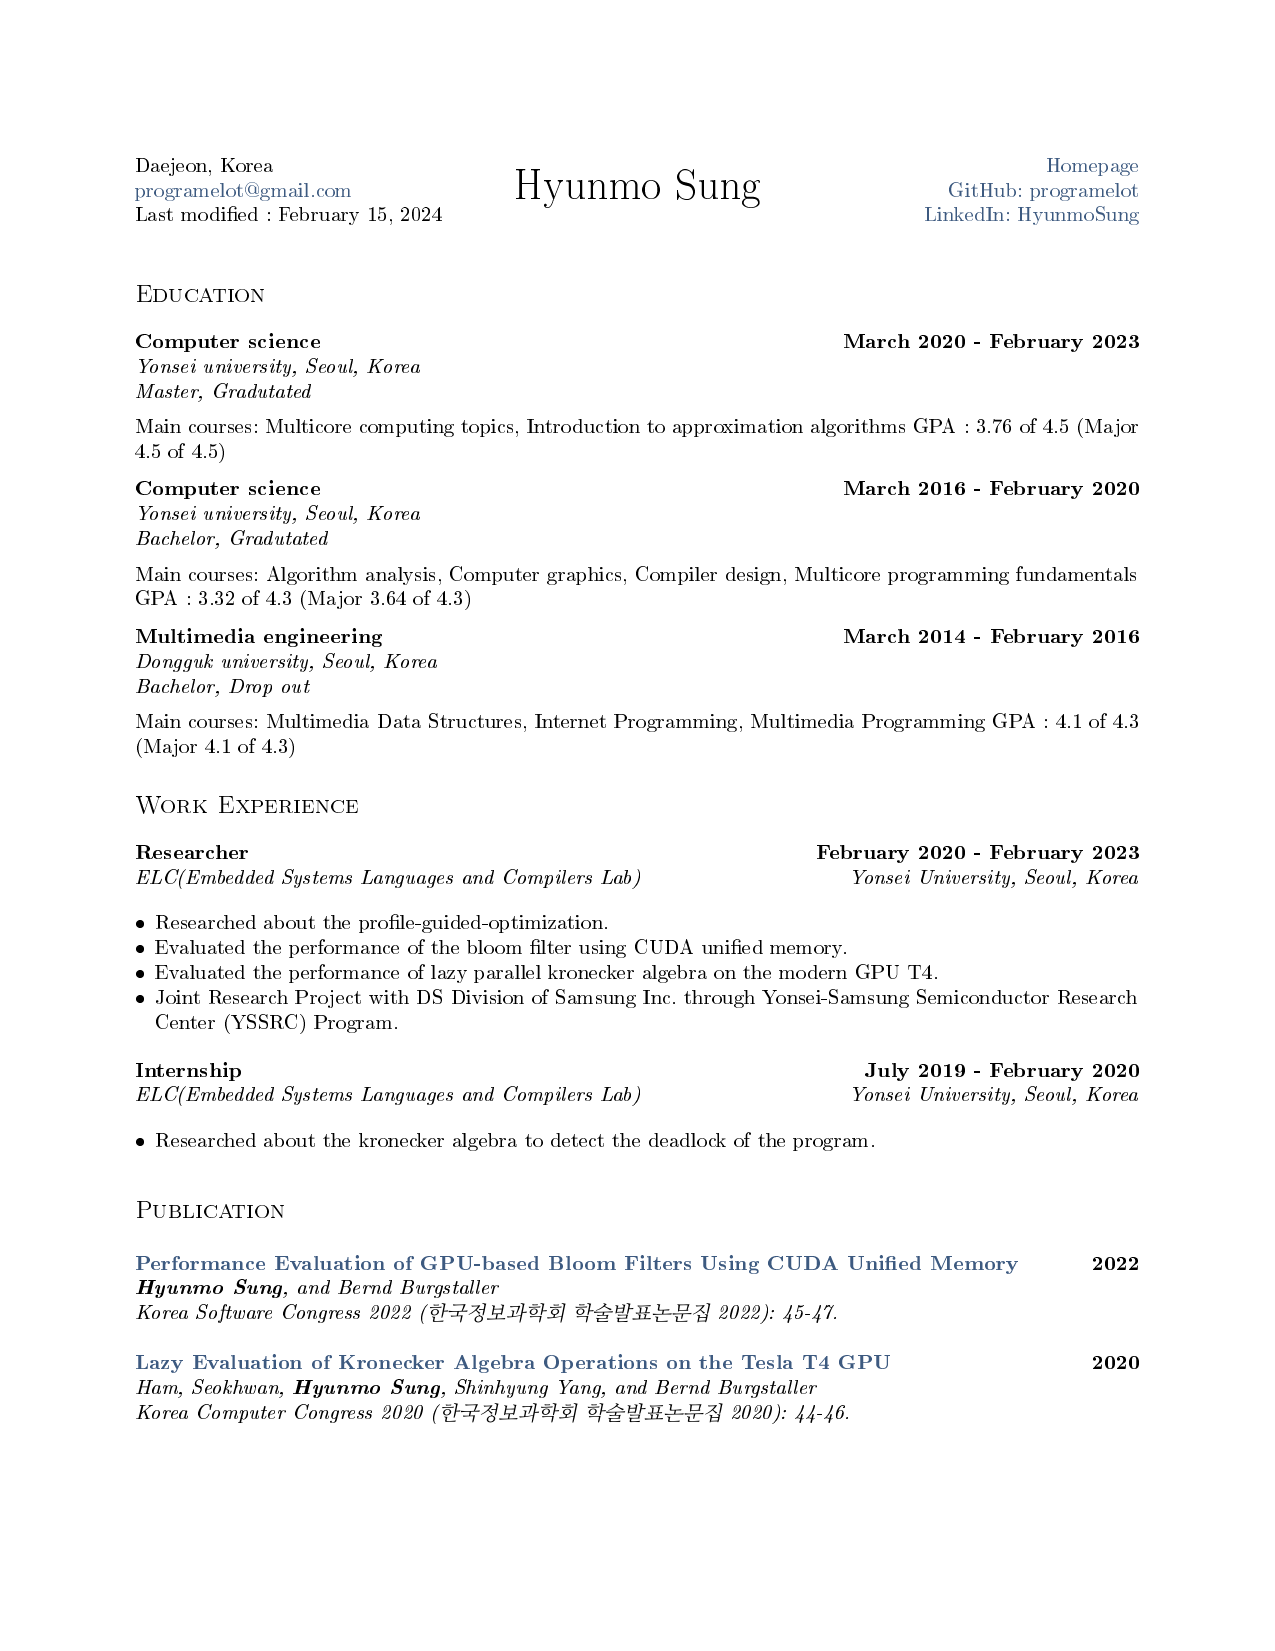 Daejeon, Korea
programelot@gmail.com
Last modified : February 15, 2024
Hyunmo Sung
Homepage
GitHub: programelot
LinkedIn: HyunmoSung
Education
Computer science March 2020 - February 2023
Yonsei university, Seoul, Korea
Master, Gradutated
Main courses: Multicore computing topics, Introduction to approximation algorithms GPA : 3.76 of 4.5 (Major
4.5 of 4.5)
Computer science March 2016 - February 2020
Yonsei university, Seoul, Korea
Bachelor, Gradutated
Main courses: Algorithm analysis, Computer graphics, Compiler design, Multicore programming fundamentals
GPA : 3.32 of 4.3 (Major 3.64 of 4.3)
Multimedia engineering March 2014 - February 2016
Dongguk university, Seoul, Korea
Bachelor, Drop out
Main courses: Multimedia Data Structures, Internet Programming, Multimedia Programming GPA : 4.1 of 4.3
(Major 4.1 of 4.3)
Work Experience
Researcher February 2020 - February 2023
ELC(Embedded Systems Languages and Compilers Lab) Yonsei University, Seoul, Korea
• Researched about the profile-guided-optimization.
• Evaluated the performance of the bloom filter using CUDA unified memory.
• Evaluated the performance of lazy parallel kronecker algebra on the modern GPU T4.
• Joint Research Project with DS Division of Samsung Inc. through Yonsei-Samsung Semiconductor Research
Center (YSSRC) Program.
Internship July 2019 - February 2020
ELC(Embedded Systems Languages and Compilers Lab) Yonsei University, Seoul, Korea
• Researched about the kronecker algebra to detect the deadlock of the program.
Publication
Performance Evaluation of GPU-based Bloom Filters Using CUDA Unified Memory 2022
Hyunmo Sung, and Bernd Burgstaller
Korea Software Congress 2022 (한국정보과학회 학술발표논문집 2022): 45-47.
Lazy Evaluation of Kronecker Algebra Operations on the Tesla T4 GPU 2020
Ham, Seokhwan, Hyunmo Sung, Shinhyung Yang, and Bernd Burgstaller
Korea Computer Congress 2020 (한국정보과학회 학술발표논문집 2020): 44-46.